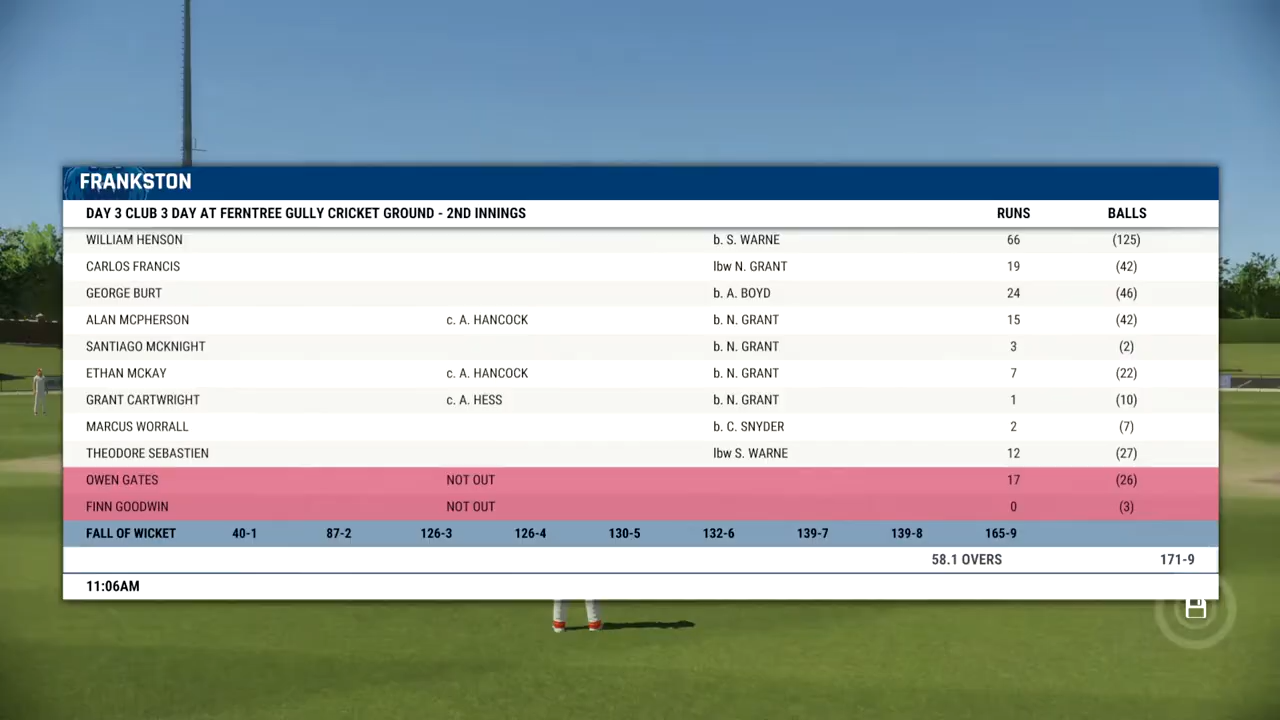 FRANKSTON
DAY 3 CLUB 3 DAY AT FERNTREE GULLY CRICKET GROUND - 2ND INNINGS RUNS BALLS
WILLIAM HENSON b. S. WARNE 66 (125)
CARLOS FRANCIS lbw N. GRANT 19 (42)
GEORGE BURT b. A. BOYD 24 (46)
ALAN MCPHERSON c. A. HANCOCK b. N. GRANT 15 (42)
SANTIAGO MCKNIGHT b. N. GRANT 3 (2)
ETHAN MCKAY c. A. HANCOCK b. N. GRANT 7 (22)
GRANT CARTWRIGHT c. A. HESS b. N. GRANT 1 (10)
MARCUS WORRALL b. C. SNYDER 2 (7)
THEODORE SEBASTIEN lbw S. WARNE 12 (27)
OWEN GATES NOT OUT 17 (26)
FINN GOODWIN NOT OUT 0 (3)
FALL OF WICKET 40-1 87-2 126-3 126-4 130-5 132-6 139-7 139-8 165-9
58.1 OVERS 171-9
11:06AM